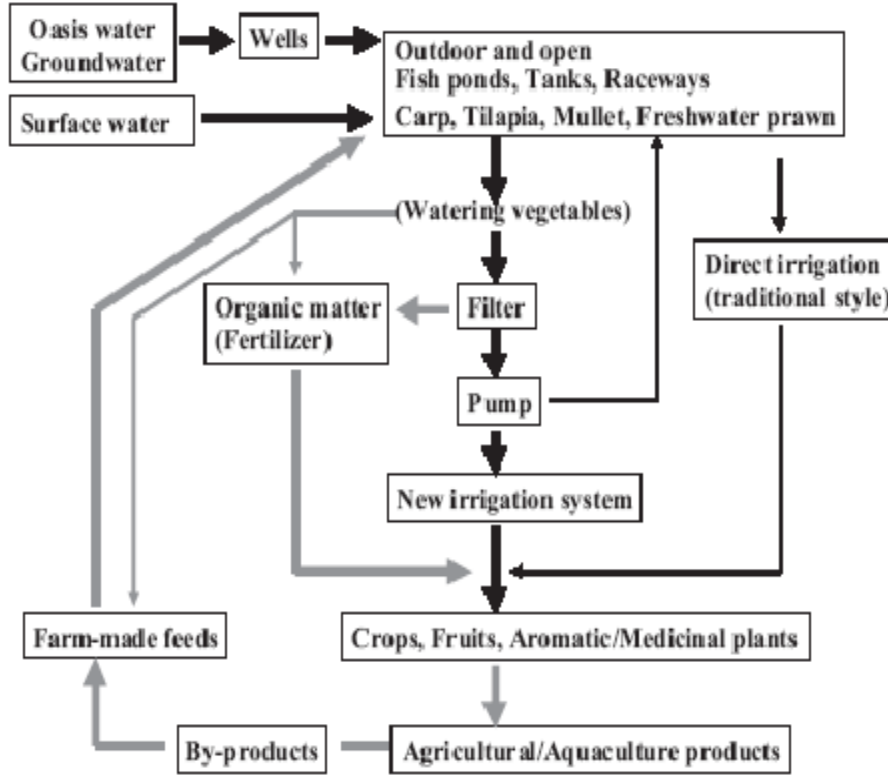 Oasis water
Groundwater
Wells
Outdoor and open
Fish ponds, Tanks, Raceways
Carp, Tilapia, Mullet, Freshwater prawn
Surface water
(Watering vegetables)
Direct irrigation
(traditional style)
Organic matter
(Fertilizer)
Filter
Pump
New irrigation system
Farm-made feeds
Crops, Fruits, Aromatic/Medicinal plants
By-products
Agricultural/Aquaculture products